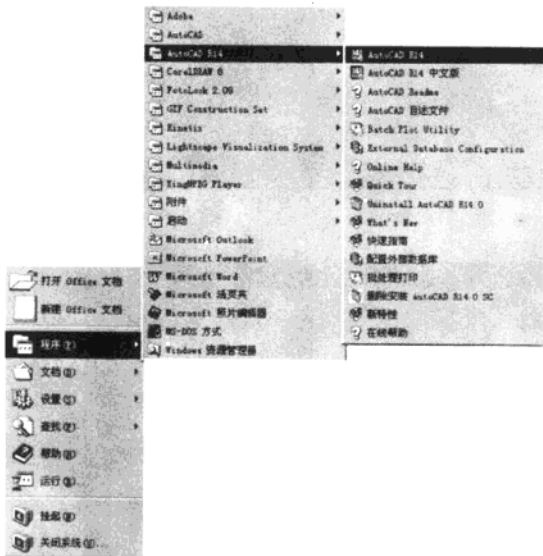 Adobe
AutoCAD
AutoCAD R14
CorelDRAW 6
FotoLook 2.09
GIF Construction Set
Kinetix
Lightscape Visualization System
Multimedia
XingMPEG Player
附件
启动
Microsoft Outlook
Microsoft PowerPoint
Microsoft Word
Microsoft 活页夹
Microsoft 照片编辑器
MS-DOS 方式
Windows 资源管理器
AutoCAD R14
AutoCAD R14 中文版
AutoCAD Readme
AutoCAD 自述文件
Batch Plot Utility
External Database Configuration
Online Help
Quick Tour
Uninstall AutoCAD R14.0
What's New
快速指南
配置外部数据库
批处理打印
删除安装 AutoCAD R14.0 SC
新特性
在线帮助
打开 Office 文档
新建 Office 文档
程序(P)
文档(D)
设置(S)
查找(F)
帮助(H)
运行(R)
挂起(E)
关闭系统(U)...